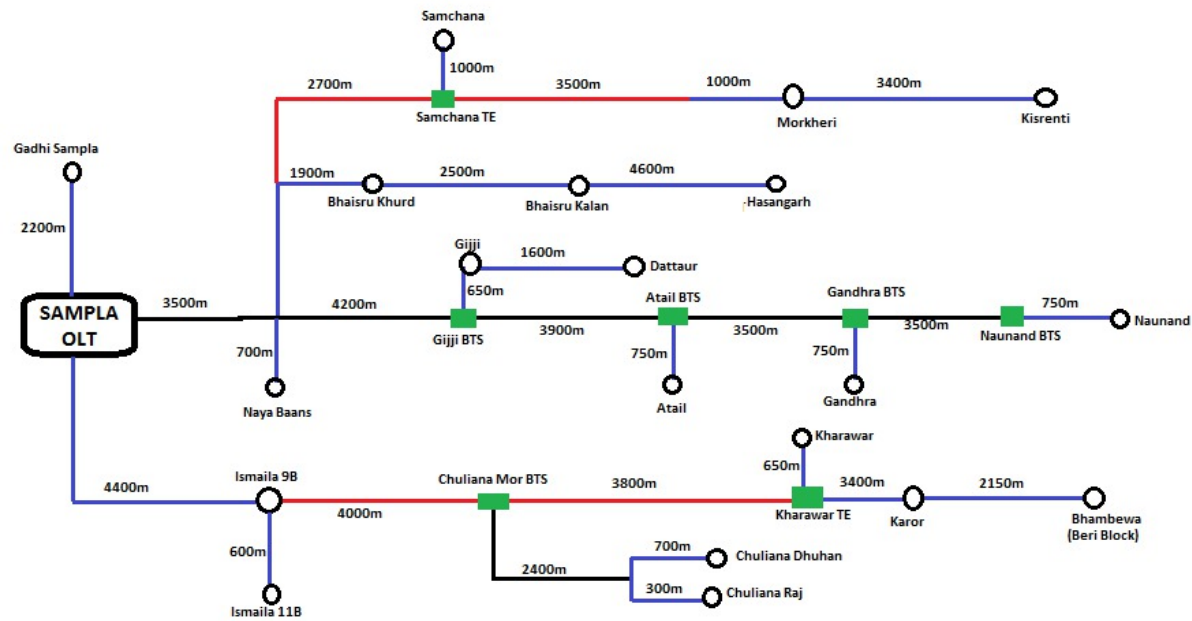 Samchana
1000m
2700m
3500m
1000m
3400m
Samchana TE
Morkheri
Kisrenti
Gadhi Sampla
1900m
2500m
4600m
Bhaisru Khurd
Bhaisru Kalan
-Hasangarh
2200m
Gijji
1600m
Dattaur
650m
Atail BTS
Gandhra BTS
SAMPLA
OLT
3500m
4200m
3900m
3500m
3500m
750m
Naunand
Gijji BTS
Naunand BTS
700m
750m
750m
Naya Baans
Atail
Gandhra
Kharawar
Ismaila 9B
Chuliana Mor BTS
650m
4400m
4000m
3800m
3400m
2150m
Kharawar TE
Karor
Bhambewa
(Beri Block)
600m
2400m
700m
Chuliana Dhuhan
300m
Chuliana Raj
Ismaila 11B